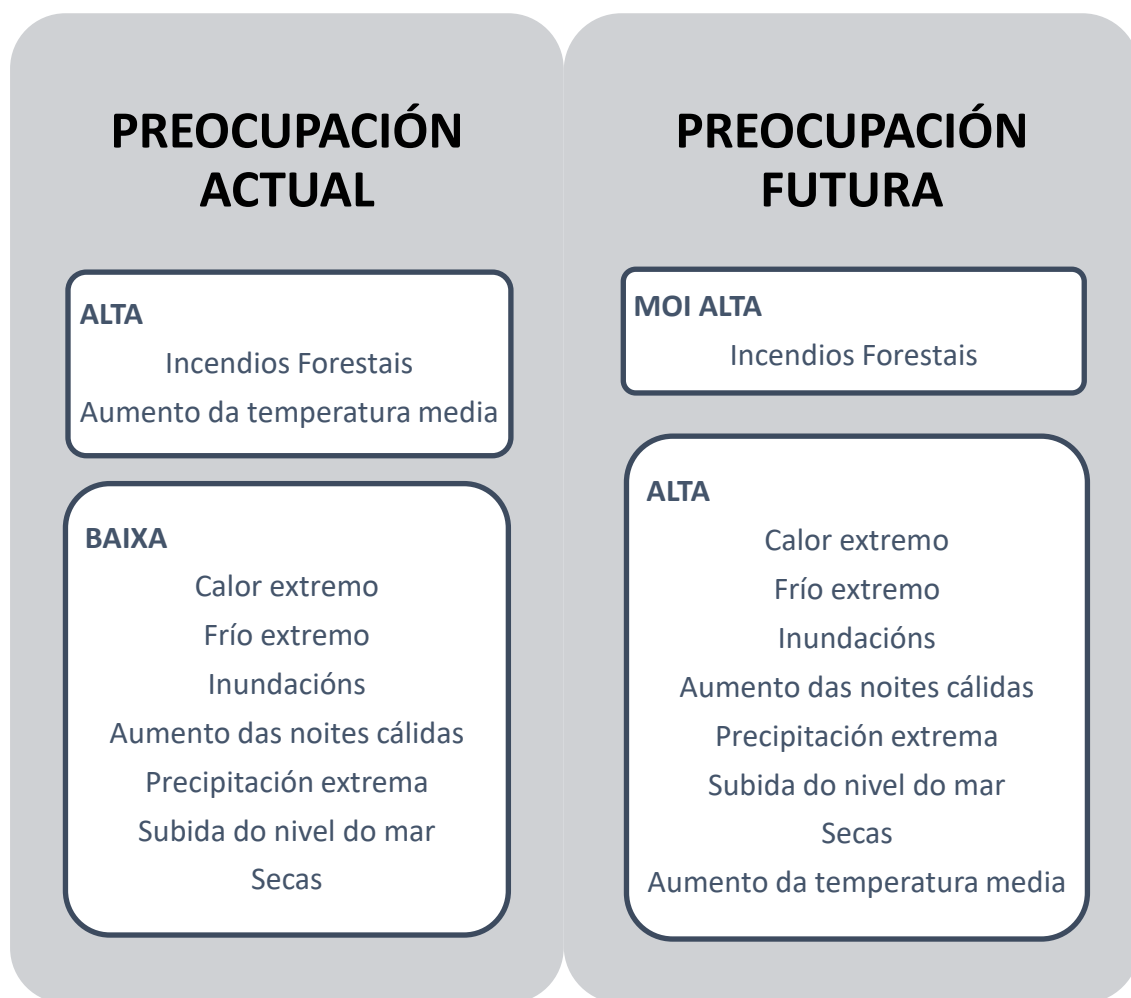 PREOCUPACIÓN
ACTUAL
ALTA
Incendios Forestais
Aumento da temperatura media
BAIXA
Calor extremo
Frío extremo
Inundacións
Aumento das noites cálidas
Precipitación extrema
Subida do nivel do mar
Secas
PREOCUPACIÓN
FUTURA
MOI ALTA
Incendios Forestais
ALTA
Calor extremo
Frío extremo
Inundacións
Aumento das noites cálidas
Precipitación extrema
Subida do nivel do mar
Secas
Aumento da temperatura media